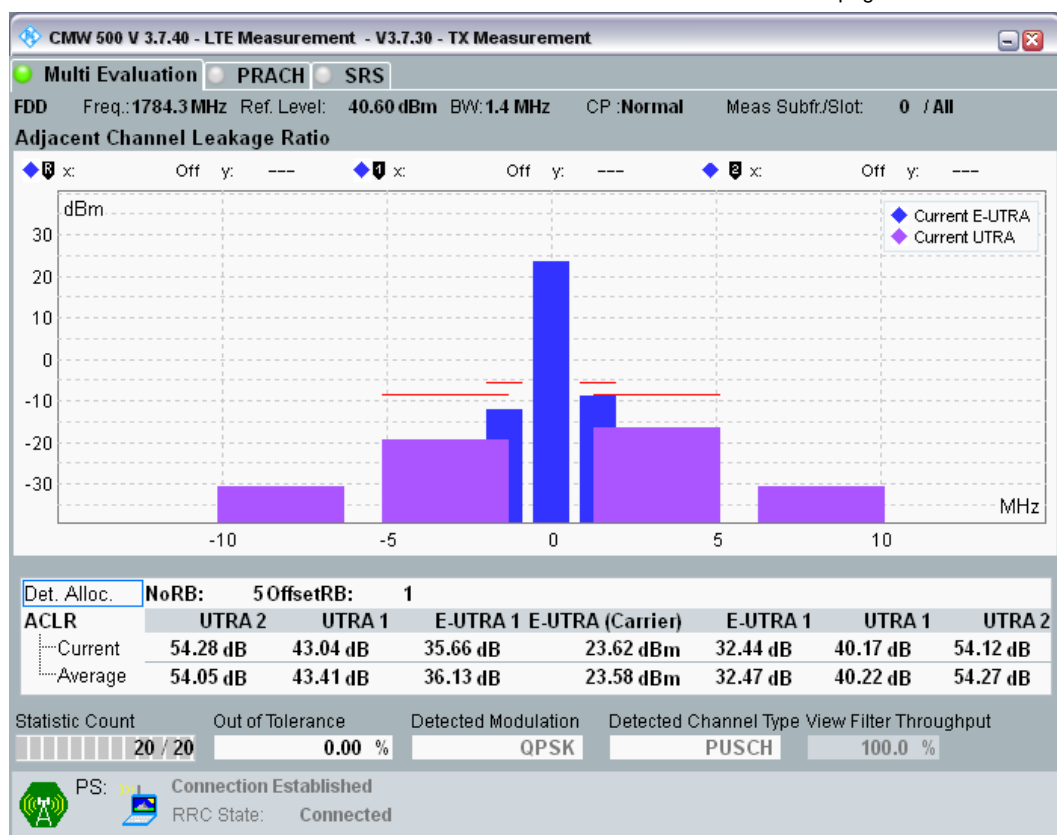 CMW 500 V 3.7.40 - LTE Measurement - V3.7.30 - TX Measurement
Multi Evaluation PRACH SRS
FDD Freq.: 1784.3 MHz Ref. Level: 40.60 dBm BW: 1.4 MHz CP : Normal Meas Subfr./Slot: 0 / All
Adjacent Channel Leakage Ratio
R x: Off y: --- 1 x: Off y: --- 2 x: Off y: ---
dBm
Current E-UTRA
Current UTRA
30
20
10
0
-10
-20
-30
MHz
-10 -5 0 5 10
Det. Alloc. NoRB: 5 OffsetRB: 1
ACLR UTRA 2 UTRA 1 E-UTRA 1 E-UTRA (Carrier) E-UTRA 1 UTRA 1 UTRA 2
Current 54.28 dB 43.04 dB 35.66 dB 23.62 dBm 32.44 dB 40.17 dB 54.12 dB
Average 54.05 dB 43.41 dB 36.13 dB 23.58 dBm 32.47 dB 40.22 dB 54.27 dB
Statistic Count Out of Tolerance Detected Modulation Detected Channel Type View Filter Throughput
20 / 20 0.00 % QPSK PUSCH 100.0 %
PS: Connection Established
RRC State: Connected